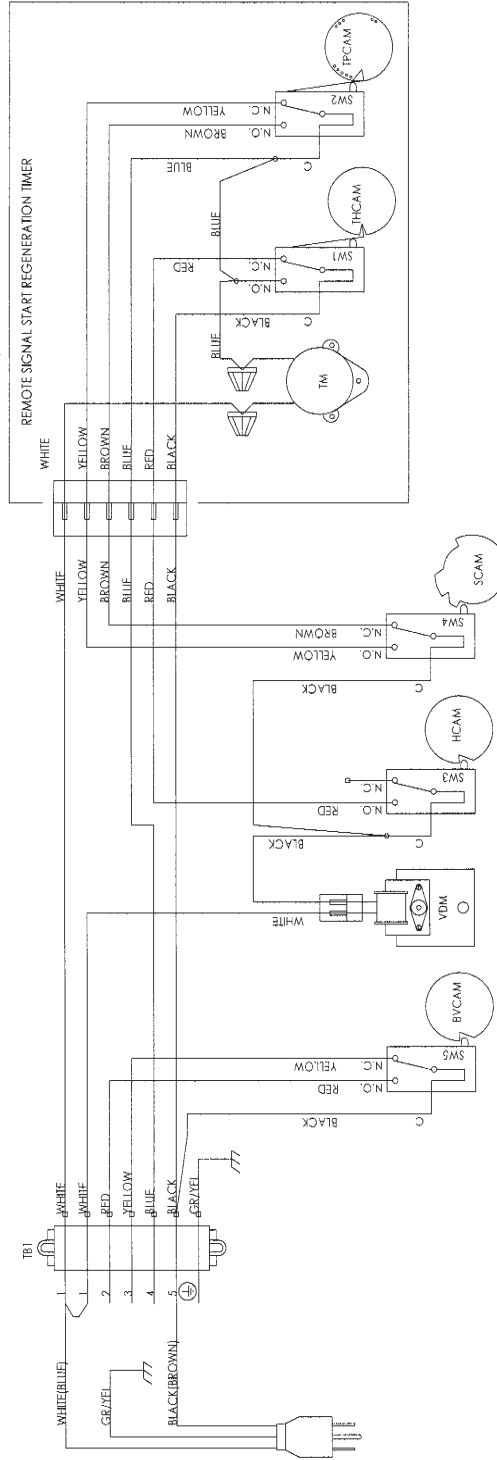 REMOTE SIGNAL START REGENERATION TIMER
WHITE
YELLOW
BROWN
BLUE
RED
BLACK
WHITE
YELLOW
BROWN
BLUE
RED
BLACK
TM
BLUE
BLUE
BLACK
RED
N.O.
N.C.
C
SW1
THCAM
BLUE
BROWN
YELLOW
N.O.
N.C.
C
SW2
TPCAM
TB1
1
1
2
3
4
5
WHITE
WHITE
RED
YELLOW
BLUE
BLACK
GR/YEL
WHITE(BLUE)
GR/YEL
BLACK(BROWN)
BLACK
RED
YELLOW
N.O.
N.C.
C
SW5
BVCAM
WHITE
VDM
BLACK
RED
N.O.
N.C.
C
SW3
HCAM
BLACK
YELLOW
BROWN
N.O.
N.C.
C
SW4
SCAM